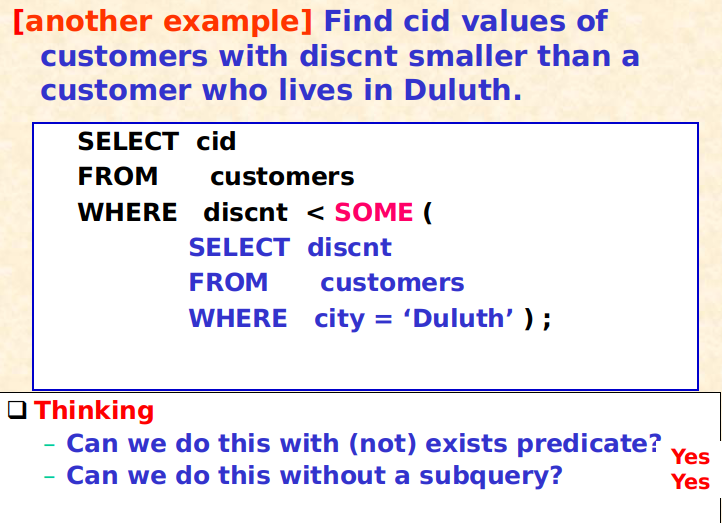 [another example] Find cid values of
customers with discnt smaller than a
customer who lives in Duluth.
SELECT cid
FROM customers
WHERE discnt < SOME (
SELECT discnt
FROM customers
WHERE city = ‘Duluth’ ) ;
❑ Thinking
– Can we do this with (not) exists predicate? Yes
– Can we do this without a subquery? Yes